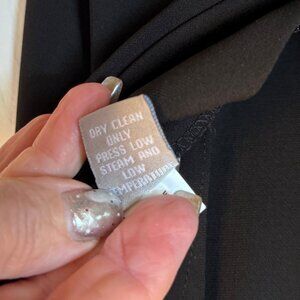 DRY CLEAN
ONLY
PRESS LOW
STEAM AND
LOW
TEMPERATURE